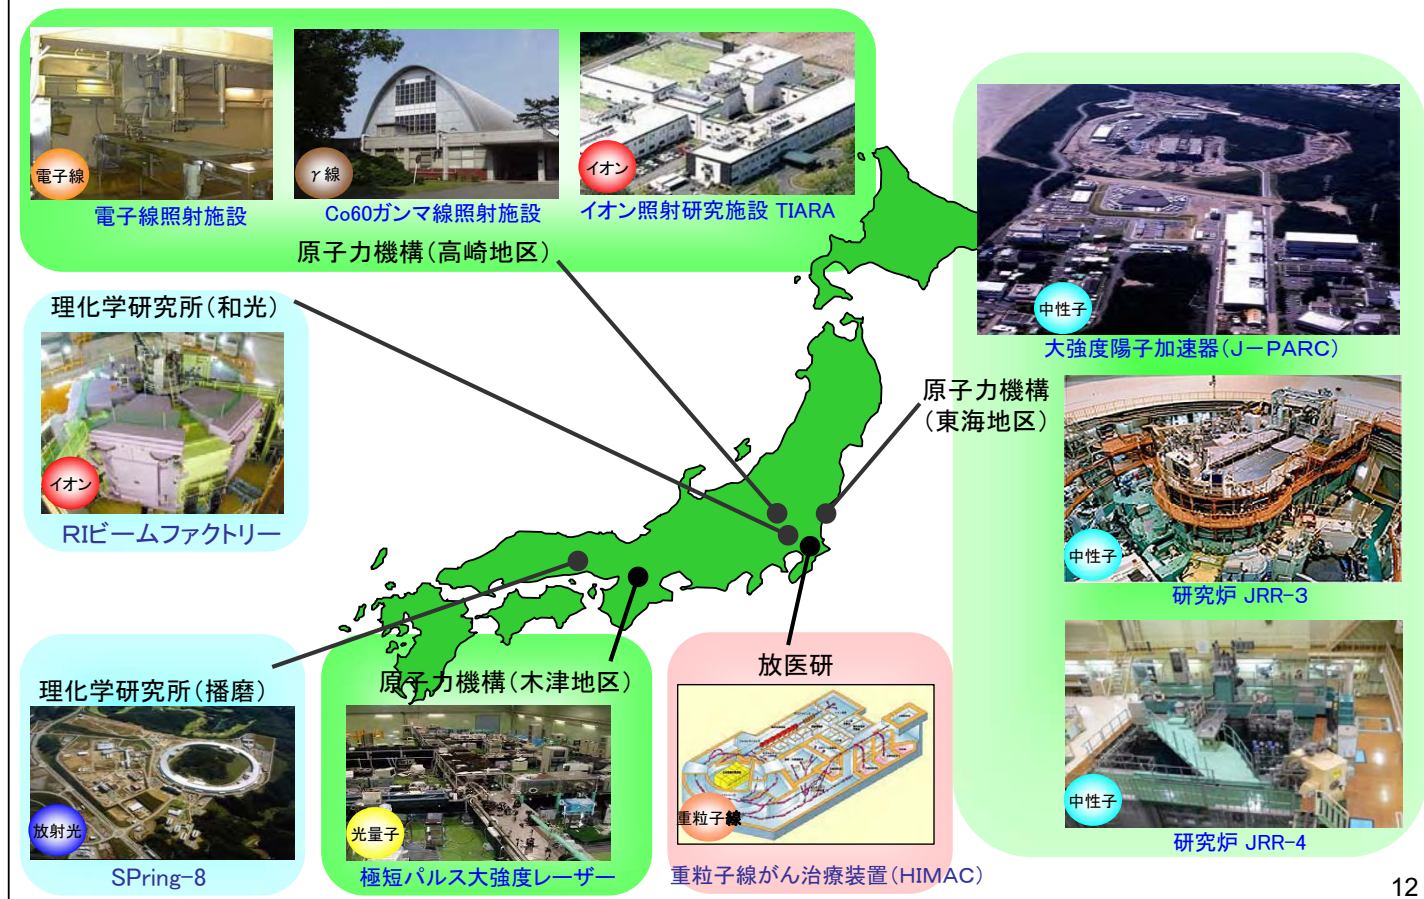 電子線
電子線照射施設
γ線
Co60ガンマ線照射施設
イオン
イオン照射研究施設 TIARA
原子力機構(高崎地区)
理化学研究所(和光)
イオン
RIビームファクトリー
中性子
大強度陽子加速器(J-PARC)
原子力機構
(東海地区)
中性子
研究炉 JRR-3
中性子
研究炉 JRR-4
理化学研究所(播磨)
放射光
SPring-8
原子力機構(木津地区)
光量子
極短パルス大強度レーザー
放医研
重粒子線
重粒子線がん治療装置(HIMAC)
12